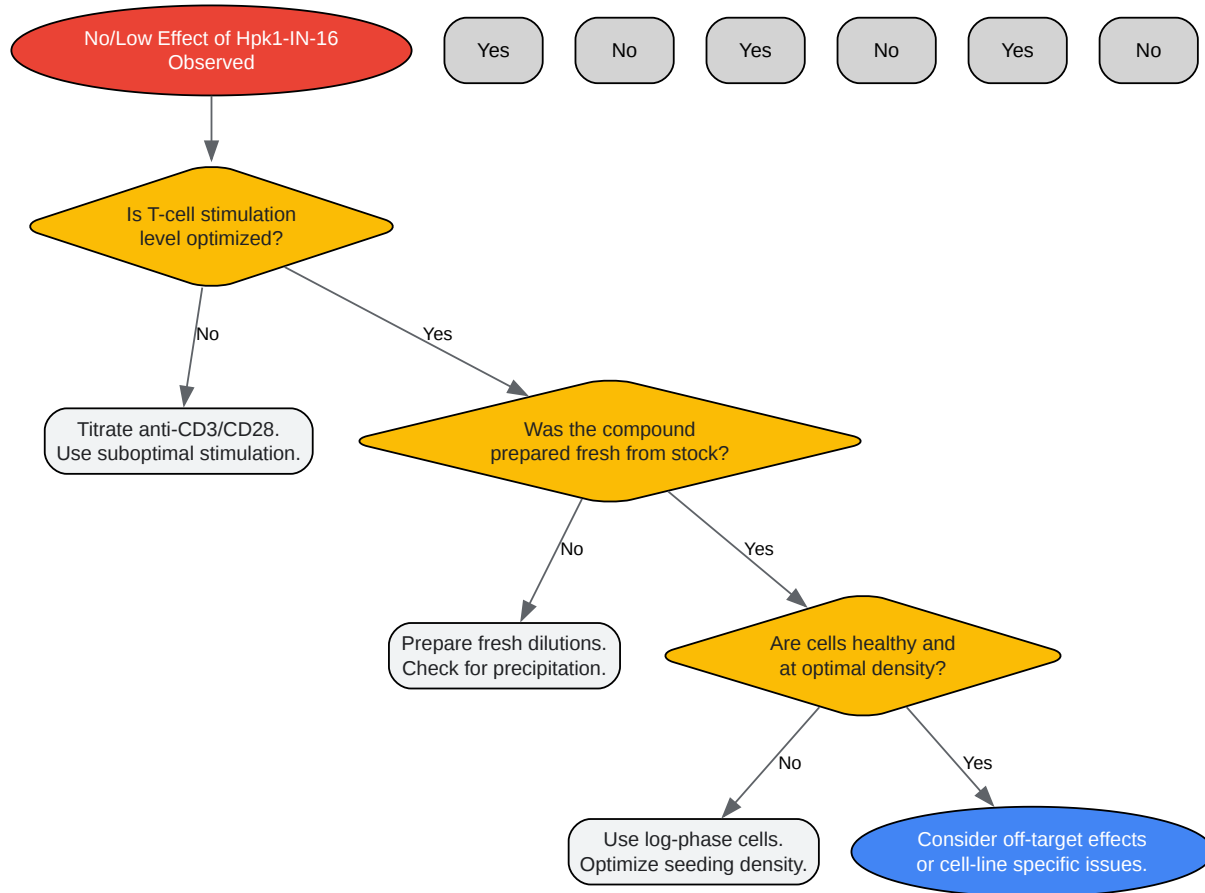 No/Low Effect of Hpk1-IN-16
Observed
Yes
No
Yes
No
Yes
No
Is T-cell stimulation
level optimized?
No
Yes
Titrate anti-CD3/CD28.
Use suboptimal stimulation.
Was the compound
prepared fresh from stock?
No
Yes
Prepare fresh dilutions.
Check for precipitation.
Are cells healthy and
at optimal density?
No
Yes
Use log-phase cells.
Optimize seeding density.
Consider off-target effects
or cell-line specific issues.